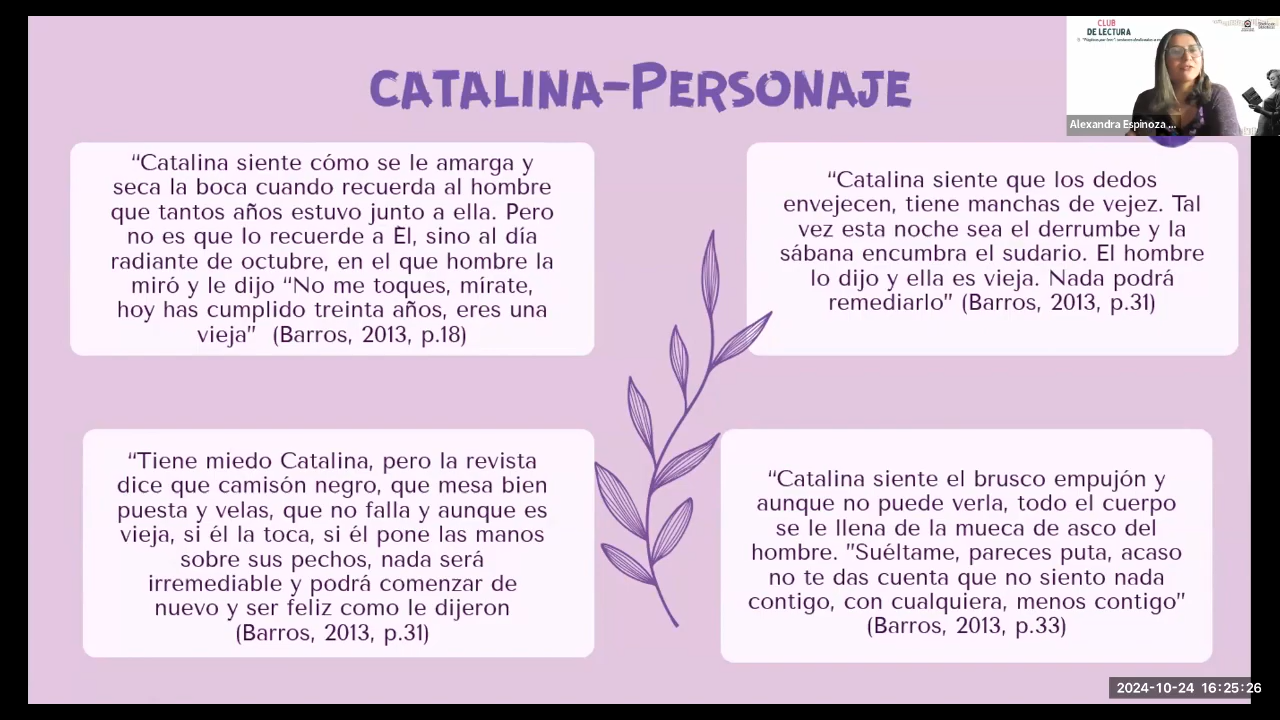 CATALINA-PERSONAJE
CLUB
DE LECTURA
Alexandra Espinoza ...
“Catalina siente cómo se le amarga y
seca la boca cuando recuerda al hombre
que tantos años estuvo junto a ella. Pero
no es que lo recuerde a Èl, sino al día
radiante de octubre, en el que hombre la
miró y le dijo “No me toques, mírate,
hoy has cumplido treinta años, eres una
vieja”  (Barros, 2013, p.18)
“Catalina siente que los dedos
envejecen, tiene manchas de vejez. Tal
vez esta noche sea el derrumbe y la
sábana encumbra el sudario. El hombre
lo dijo y ella es vieja. Nada podrá
remediarlo” (Barros, 2013, p.31)
“Tiene miedo Catalina, pero la revista
dice que camisón negro, que mesa bien
puesta y velas, que no falla y aunque es
vieja, si él la toca, si él pone las manos
sobre sus pechos, nada será
irremediable y podrá comenzar de
nuevo y ser feliz como le dijeron
(Barros, 2013, p.31)
“Catalina siente el brusco empujón y
aunque no puede verla, todo el cuerpo
se le llena de la mueca de asco del
hombre. ”Suéltame, pareces puta, acaso
no te das cuenta que no siento nada
contigo, con cualquiera, menos contigo”
(Barros, 2013, p.33)
2024-10-24 16:25:26